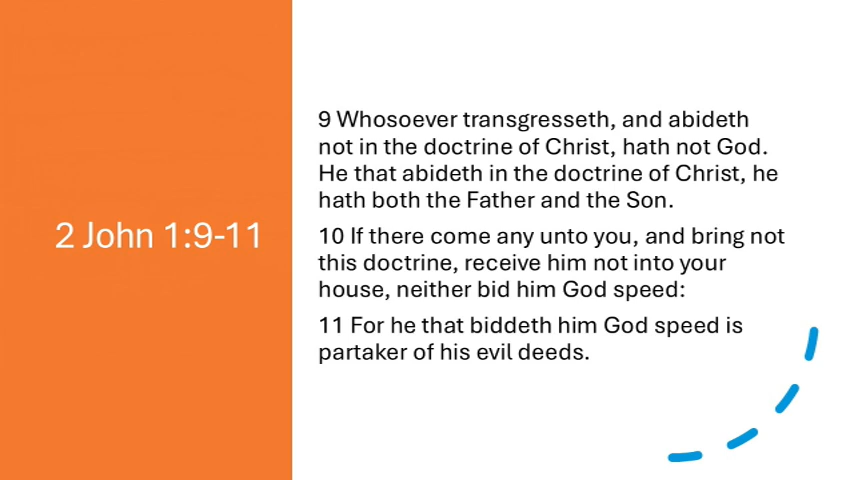 2 John 1:9-11
9 Whosoever transgresseth, and abideth
not in the doctrine of Christ, hath not God.
He that abideth in the doctrine of Christ, he
hath both the Father and the Son.
10 If there come any unto you, and bring not
this doctrine, receive him not into your
house, neither bid him God speed:
11 For he that biddeth him God speed is
partaker of his evil deeds.